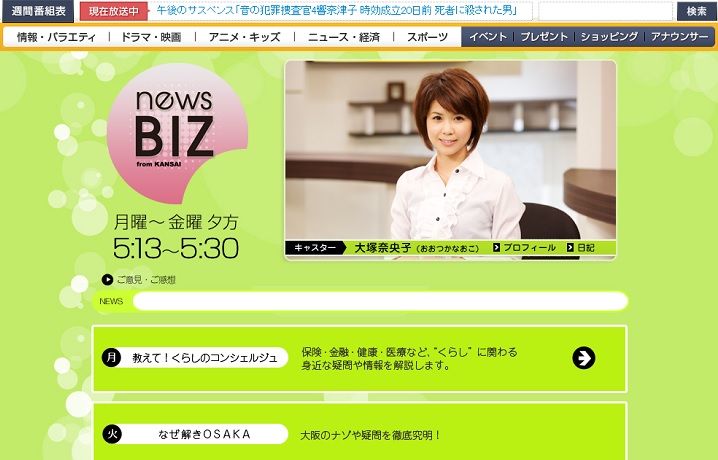 週間番組表
現在放送中
午後のサスペンス「音の犯罪捜査官4響奈津子 時効成立20日前 死者に殺された男」
検索
情報・バラエティ
ドラマ・映画
アニメ・キッズ
ニュース・経済
スポーツ
イベント
プレゼント
ショッピング
アナウンサー
news
BIZ
from KANSAI
月曜～金曜 夕方
5:13～5:30
キャスター
大塚奈央子（おおつかなおこ）
プロフィール
日記
ご意見・ご感想
NEWS
月
教えて！くらしのコンシェルジュ
保険・金融・健康・医療など、“くらし”に関わる
身近な疑問や情報を解説します。
火
なぜ解きOSAKA
大阪のナゾや疑問を徹底究明！